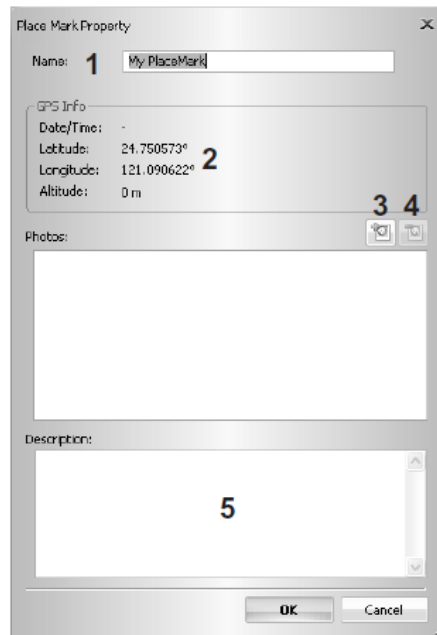 Place Mark Property
Name: 1 My PlaceMark
GPS Info
Date/Time: -
Latitude: 24.750573°
Longitude: 121.090622° 2
Altitude: 0 m
3 4
Photos:
Description:
5
OK Cancel